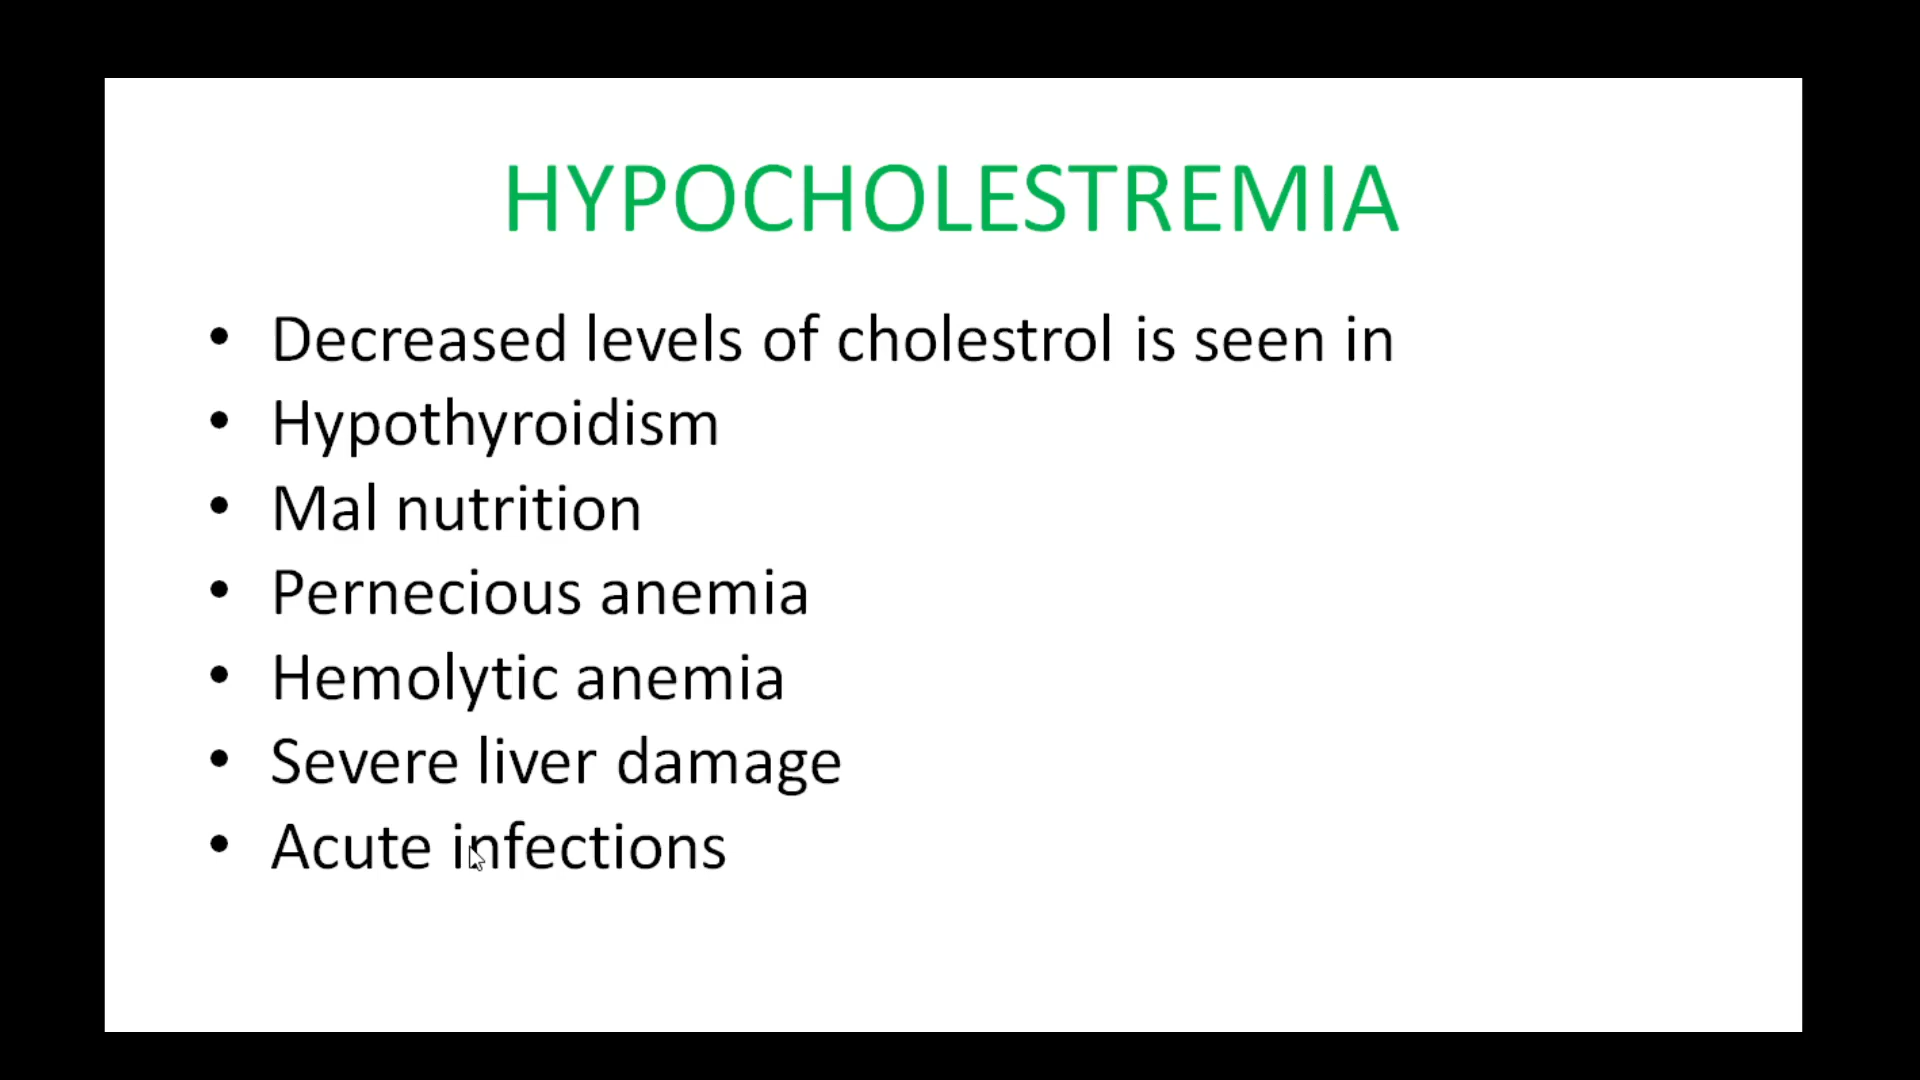 HYPOCHOLESTREMIA
• Decreased levels of cholestrol is seen in
• Hypothyroidism
• Mal nutrition
• Pernecious anemia
• Hemolytic anemia
• Severe liver damage
• Acute infections